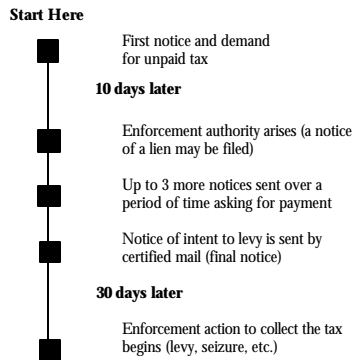 Start Here
First notice and demand
for unpaid tax
10 days later
Enforcement authority arises (a notice
of a lien may be filed)
Up to 3 more notices sent over a
period of time asking for payment
Notice of intent to levy is sent by
certified mail (final notice)
30 days later
Enforcement action to collect the tax
begins (levy, seizure, etc.)